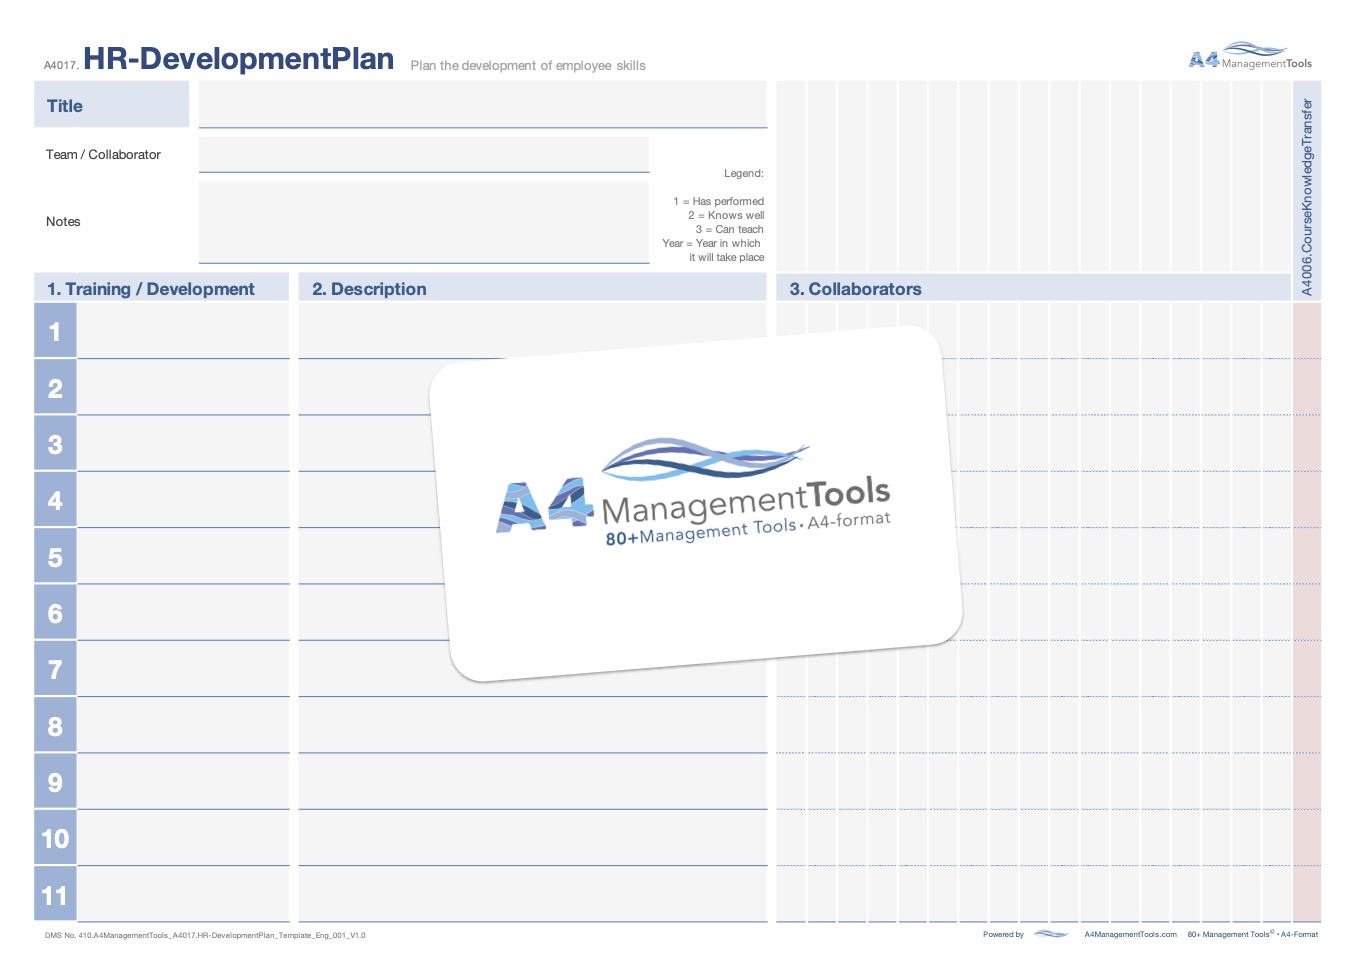 A4017. HR-DevelopmentPlan Plan the development of employee skills
A4 ManagementTools
Title
Team / Collaborator
Notes
Legend:
1 = Has performed
2 = Knows well
3 = Can teach
Year = Year in which
it will take place
A4006.CourseKnowledgeTransfer
1. Training / Development
2. Description
3. Collaborators
1
2
3
4
5
6
7
8
9
10
11
A4 ManagementTools
80+Management Tools • A4-format
DMS No. 410.A4ManagementTools_A4017.HR-DevelopmentPlan_Template_Eng_001_V1.0
Powered by A4ManagementTools.com 80+ Management Tools© • A4-Format